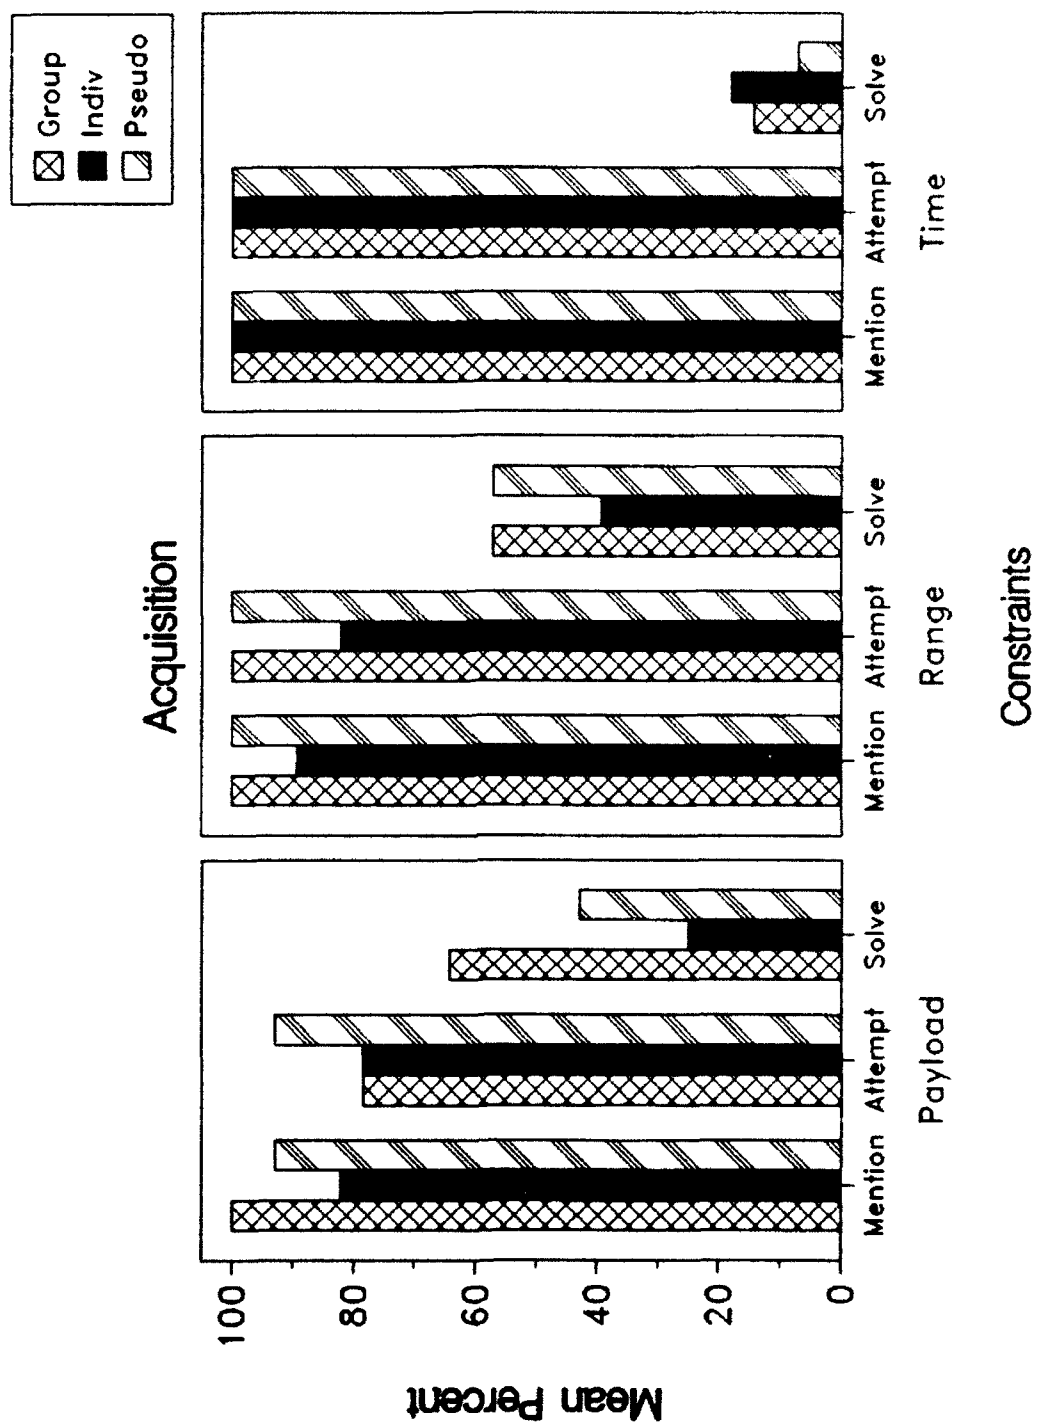 Acquisition
Group
Indiv
Pseudo
Mean Percent
100
80
60
40
20
0
Mention Attempt Solve
Payload
Mention Attempt Solve
Range
Mention Attempt Solve
Time
Constraints